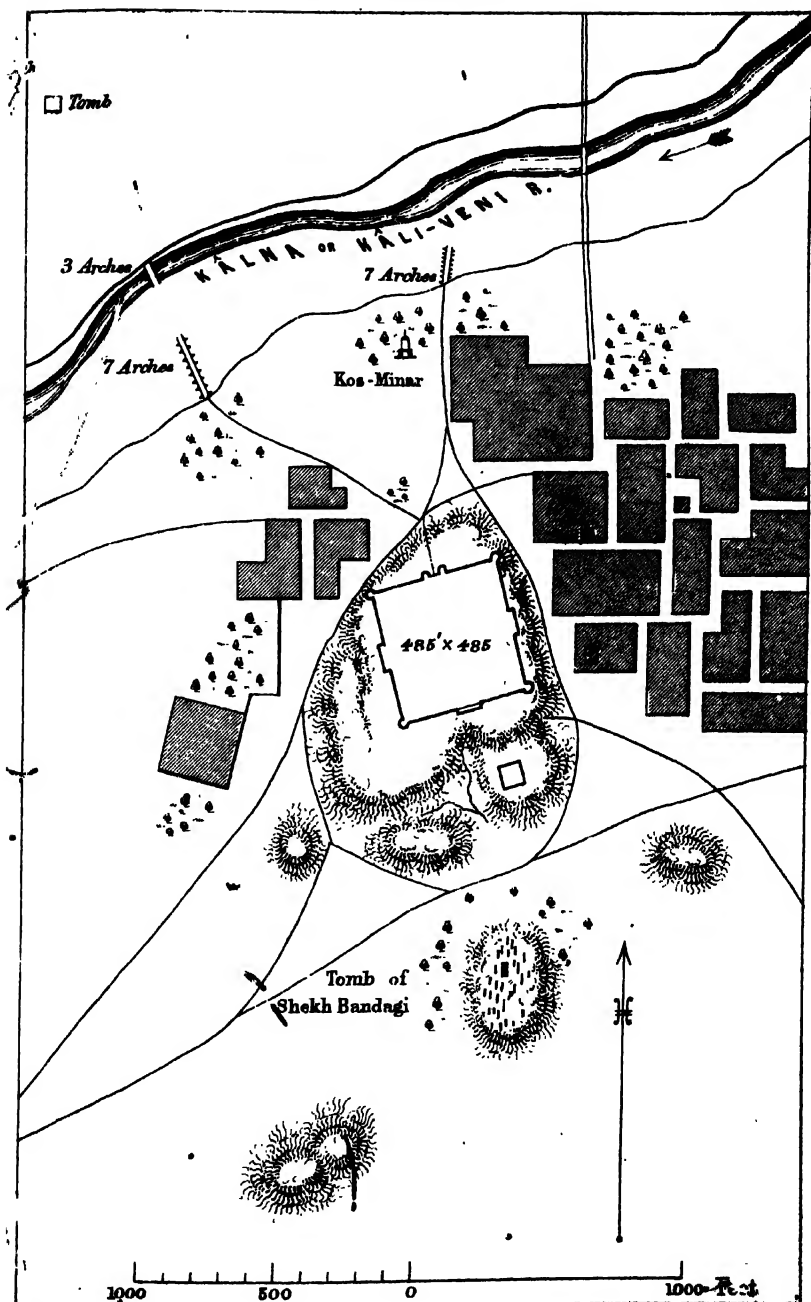 Tomb
KÂLNA OR KÂLI-VENI R.
3 Arches
7 Arches
7 Arches
Kos-Minar
485' × 485
Tomb of
Shekh Bandagi
1000 500 0 1000 Feet